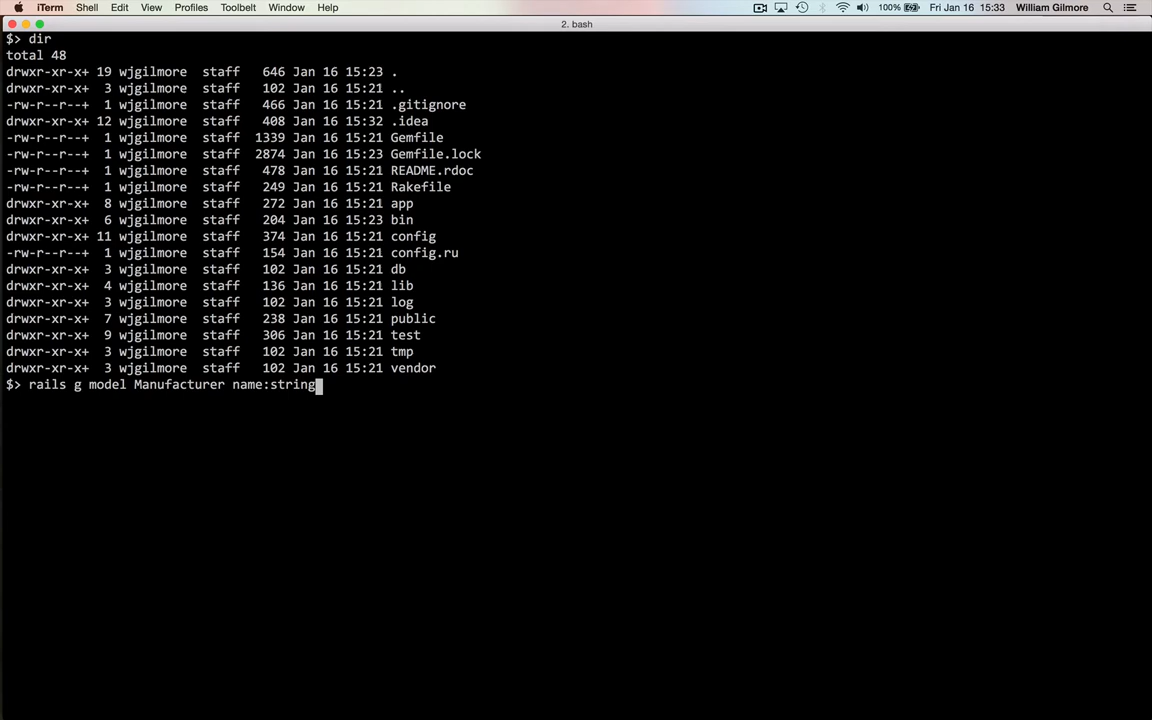 iTerm Shell Edit View Profiles Toolbelt Window Help 100% Fri Jan 16 15:33 William Gilmore
2. bash
$> dir
total 48
drwxr-xr-x+ 19 wjgilmore  staff   646 Jan 16 15:23 .
drwxr-xr-x+  3 wjgilmore  staff   102 Jan 16 15:21 ..
-rw-r--r--+  1 wjgilmore  staff   466 Jan 16 15:21 .gitignore
drwxr-xr-x+ 12 wjgilmore  staff   408 Jan 16 15:32 .idea
-rw-r--r--+  1 wjgilmore  staff  1339 Jan 16 15:21 Gemfile
-rw-r--r--+  1 wjgilmore  staff  2874 Jan 16 15:23 Gemfile.lock
-rw-r--r--+  1 wjgilmore  staff   478 Jan 16 15:21 README.rdoc
-rw-r--r--+  1 wjgilmore  staff   249 Jan 16 15:21 Rakefile
drwxr-xr-x+  8 wjgilmore  staff   272 Jan 16 15:21 app
drwxr-xr-x+  6 wjgilmore  staff   204 Jan 16 15:23 bin
drwxr-xr-x+ 11 wjgilmore  staff   374 Jan 16 15:21 config
-rw-r--r--+  1 wjgilmore  staff   154 Jan 16 15:21 config.ru
drwxr-xr-x+  3 wjgilmore  staff   102 Jan 16 15:21 db
drwxr-xr-x+  4 wjgilmore  staff   136 Jan 16 15:21 lib
drwxr-xr-x+  3 wjgilmore  staff   102 Jan 16 15:21 log
drwxr-xr-x+  7 wjgilmore  staff   238 Jan 16 15:21 public
drwxr-xr-x+  9 wjgilmore  staff   306 Jan 16 15:21 test
drwxr-xr-x+  3 wjgilmore  staff   102 Jan 16 15:21 tmp
drwxr-xr-x+  3 wjgilmore  staff   102 Jan 16 15:21 vendor
$> rails g model Manufacturer name:string